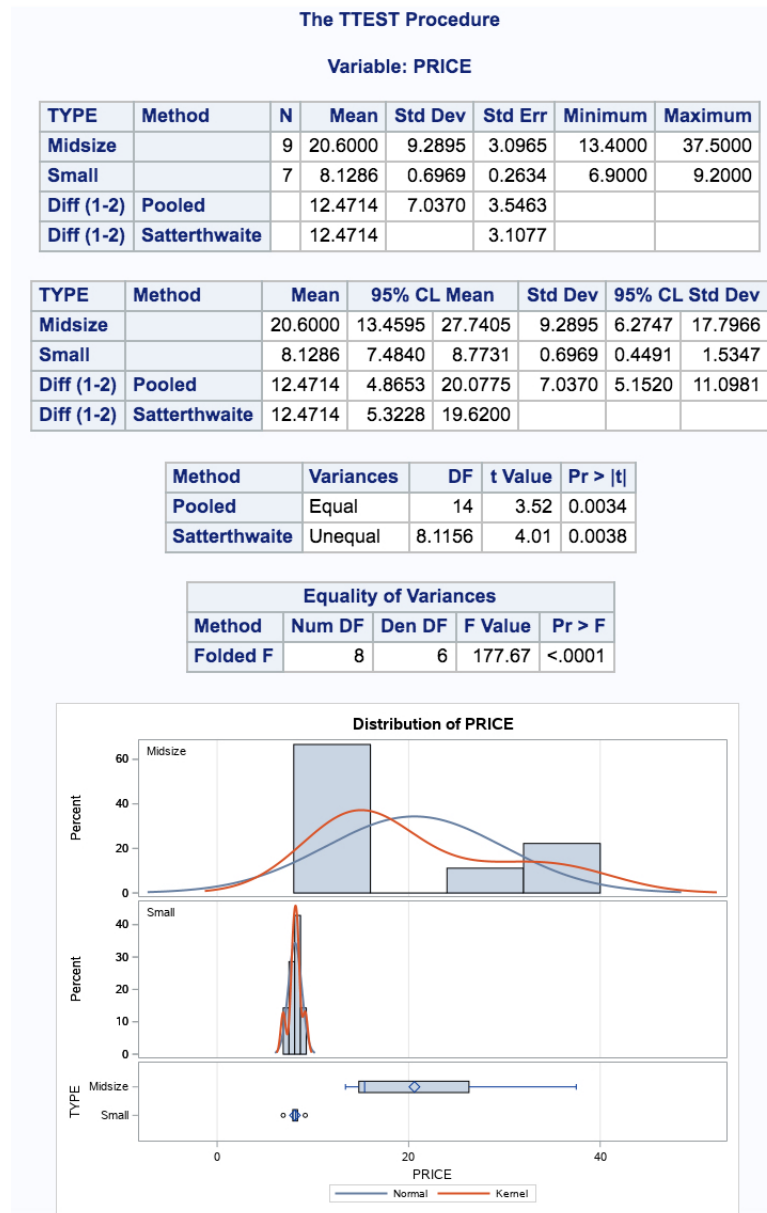 The TTEST Procedure
Variable: PRICE
TYPE Method N Mean Std Dev Std Err Minimum Maximum
Midsize 9 20.6000 9.2895 3.0965 13.4000 37.5000
Small 7 8.1286 0.6969 0.2634 6.9000 9.2000
Diff (1-2) Pooled 12.4714 7.0370 3.5463
Diff (1-2) Satterthwaite 12.4714 3.1077
TYPE Method Mean 95% CL Mean Std Dev 95% CL Std Dev
Midsize 20.6000 13.4595 27.7405 9.2895 6.2747 17.7966
Small 8.1286 7.4840 8.7731 0.6969 0.4491 1.5347
Diff (1-2) Pooled 12.4714 4.8653 20.0775 7.0370 5.1520 11.0981
Diff (1-2) Satterthwaite 12.4714 5.3228 19.6200
Method Variances DF t Value Pr > |t|
Pooled Equal 14 3.52 0.0034
Satterthwaite Unequal 8.1156 4.01 0.0038
Equality of Variances
Method Num DF Den DF F Value Pr > F
Folded F 8 6 177.67 <.0001
Distribution of PRICE
Midsize
Percent
60
40
20
0
Small
Percent
40
30
20
10
0
TYPE
Midsize
Small
0 20 40
PRICE
Normal Kernel